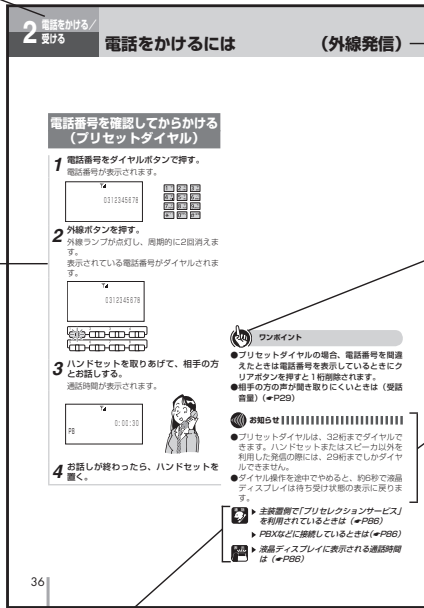 2 電話をかける/
受ける
電話をかけるには (外線発信)
電話番号を確認してからかける
(プリセットダイヤル)
1 電話番号をダイヤルボタンで押す。
電話番号が表示されます。
0312345678
2 外線ボタンを押す。
外線ランプが点灯し、周期的に2回消えま
す。
表示されている電話番号がダイヤルされま
す。
0312345678
3 ハンドセットを取りあげて、相手の方
とお話しする。
通話時間が表示されます。
0:00:30
PB
4 お話しが終わったら、ハンドセットを
置く。
ワンポイント
●プリセットダイヤルの場合、電話番号を間違
えたときは電話番号を表示しているときにク
リアボタンを押すと1桁削除されます。
●相手の方の声が聞き取りにくいときは(受話
音量)(☛P29)
お知らせ
●プリセットダイヤルは、32桁までダイヤルで
きます。ハンドセットまたはスピーカ以外を
利用した発信の際には、29桁までしかダイヤ
ルできません。
●ダイヤル操作を途中でやめると、約6秒で液晶
ディスプレイは待ち受け状態の表示に戻りま
す。
▶ 主装置側で「プリセレクションサービス」
を利用されているときは (☛P86)
▶ PBXなどに接続しているときは(☛P86)
▶ 液晶ディスプレイに表示される通話時間
は (☛P86)
36